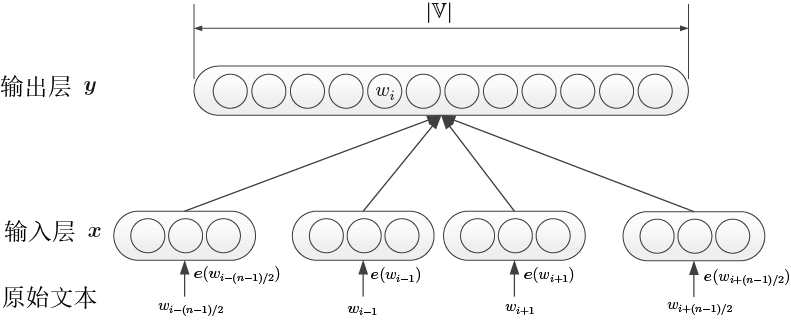 |𝕍|
输出层 y
w_i
输入层 x
e(w_{i−(n−1)/2}) e(w_{i−1}) e(w_{i+1}) e(w_{i+(n−1)/2})
原始文本 w_{i−(n−1)/2} w_{i−1} w_{i+1} w_{i+(n−1)/2}